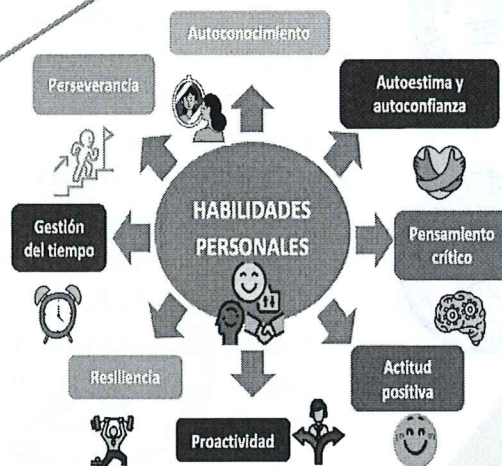 Autoconocimiento
Perseverancia
Autoestima y
autoconfianza
HABILIDADES
PERSONALES
Gestión
del tiempo
Pensamiento
crítico
Resiliencia
Actitud
positiva
Proactividad